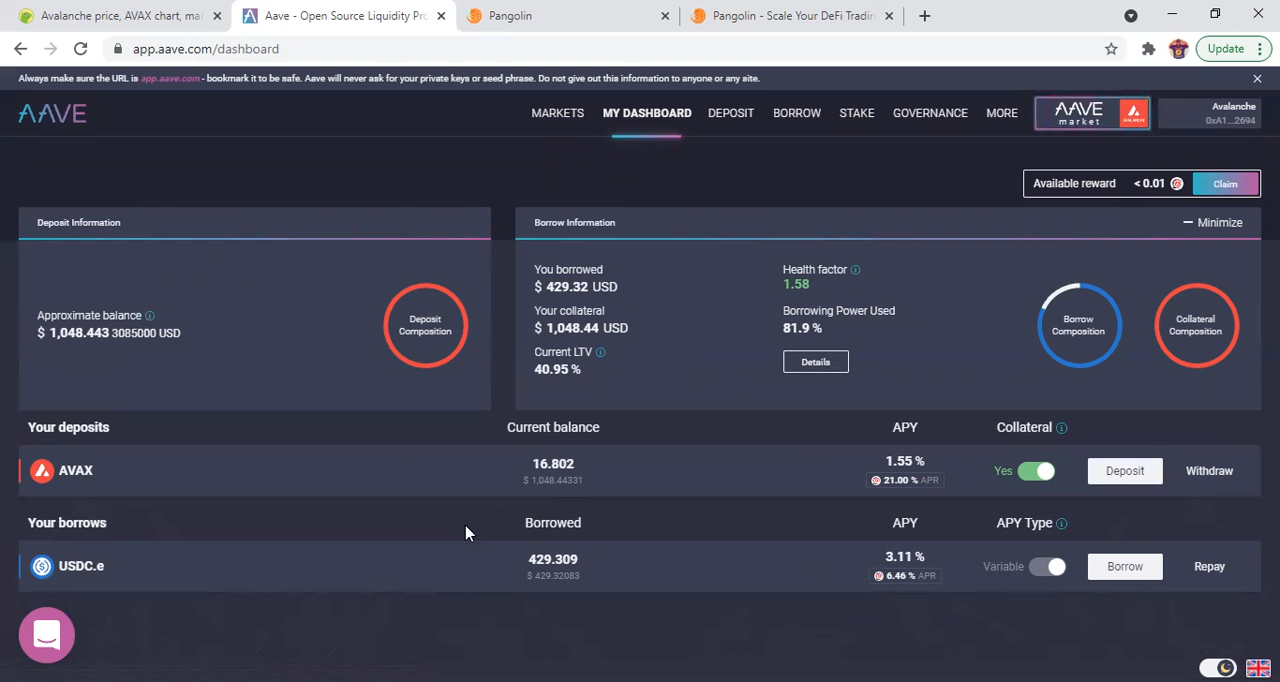 Avalanche price, AVAX chart, ma
Aave - Open Source Liquidity Pro
Pangolin
Pangolin - Scale Your DeFi Tradin
app.aave.com/dashboard
Update
Always make sure the URL is app.aave.com - bookmark it to be safe. Aave will never ask for your private keys or seed phrase. Do not give out this information to anyone or any site.
AAVE
MARKETS
MY DASHBOARD
DEPOSIT
BORROW
STAKE
GOVERNANCE
MORE
AAVE
market
Avalanche
0xA1...2694
Available reward < 0.01 Claim
Deposit Information
Approximate balance
$ 1,048.443 3085000 USD
Deposit
Composition
Borrow Information
Minimize
You borrowed
$ 429.32 USD
Your collateral
$ 1,048.44 USD
Current LTV
40.95 %
Health factor
1.58
Borrowing Power Used
81.9 %
Details
Borrow
Composition
Collateral
Composition
Your deposits Current balance APY Collateral
AVAX
16.802
$ 1,048.44331
1.55 %
21.00 % APR
Yes
Deposit
Withdraw
Your borrows Borrowed APY APY Type
USDC.e
429.309
$ 429.32083
3.11 %
6.46 % APR
Variable
Borrow
Repay